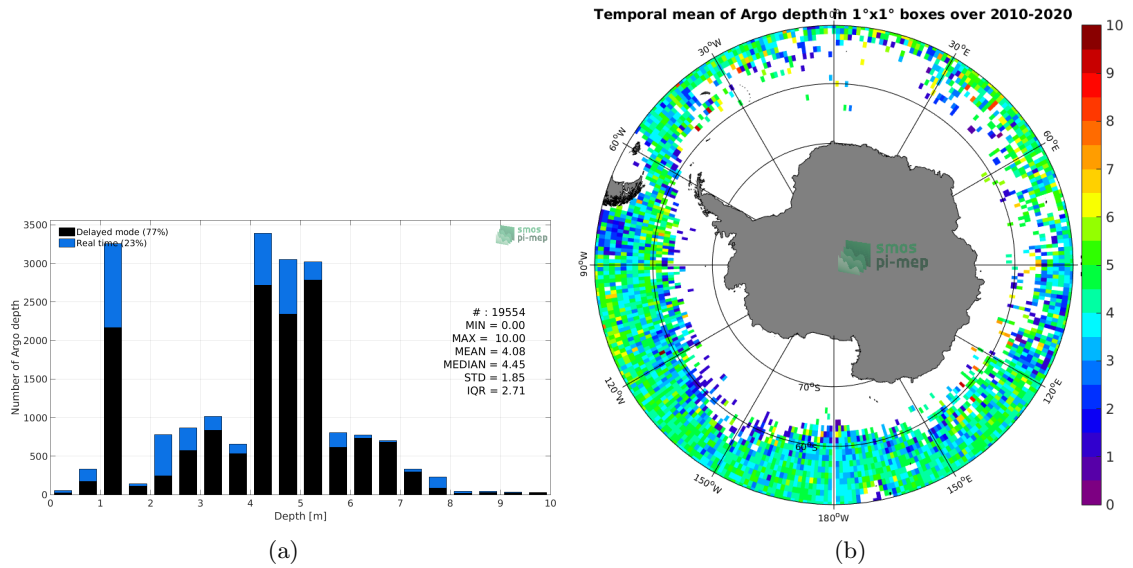 Temporal mean of Argo depth in 1°x1° boxes over 2010-2020
3500
3000
2500
2000
1500
1000
500
0
Number of Argo depth
Delayed mode (77%)
Real time (23%)
smos
pi-mep
# : 19554
MIN = 0.00
MAX = 10.00
MEAN = 4.08
MEDIAN = 4.45
STD = 1.85
IQR = 2.71
0 1 2 3 4 5 6 7 8 9 10
Depth [m]
(a)
30°W
30°E
60°W
60°E
90°W
120°W
120°E
150°W
150°E
180°W
70°S
60°S
smos
pi-mep
10
9
8
7
6
5
4
3
2
1
0
(b)